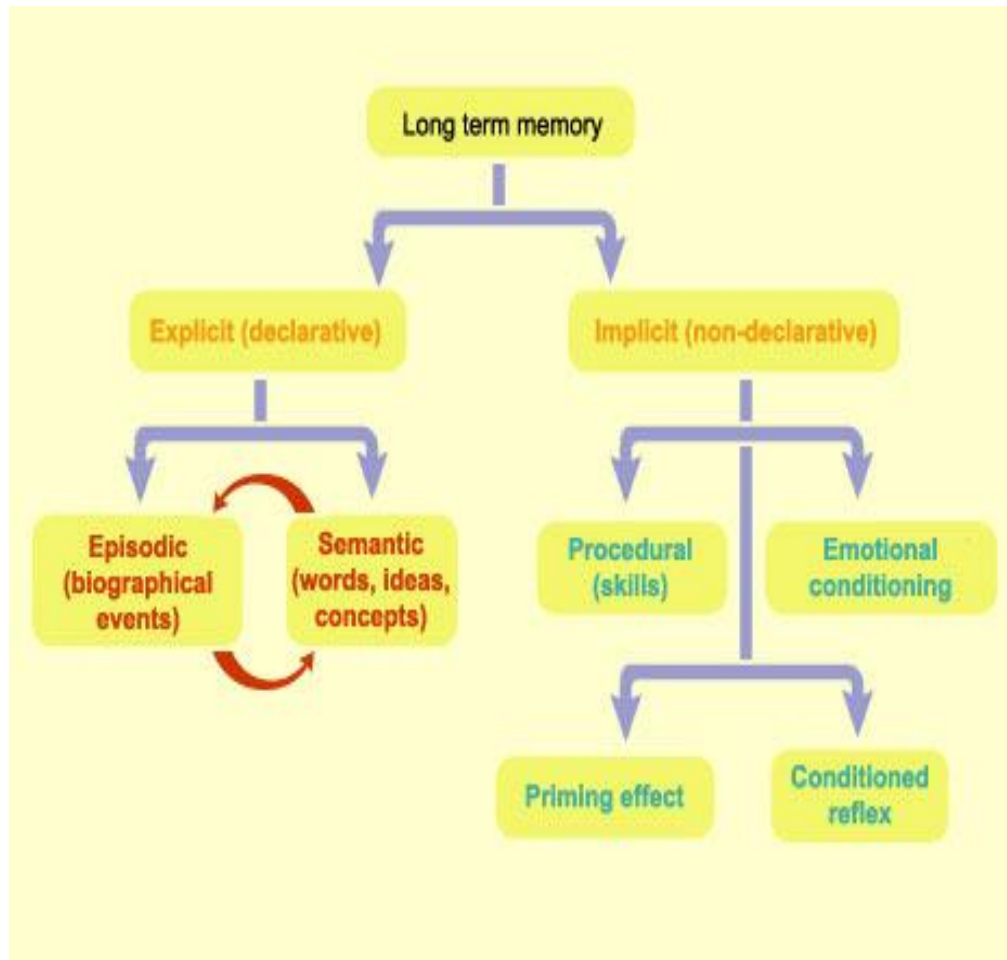 Long term memory
Explicit (declarative)
Implicit (non-declarative)
Episodic
(biographical
events)
Semantic
(words, ideas,
concepts)
Procedural
(skills)
Emotional
conditioning
Priming effect
Conditioned
reflex